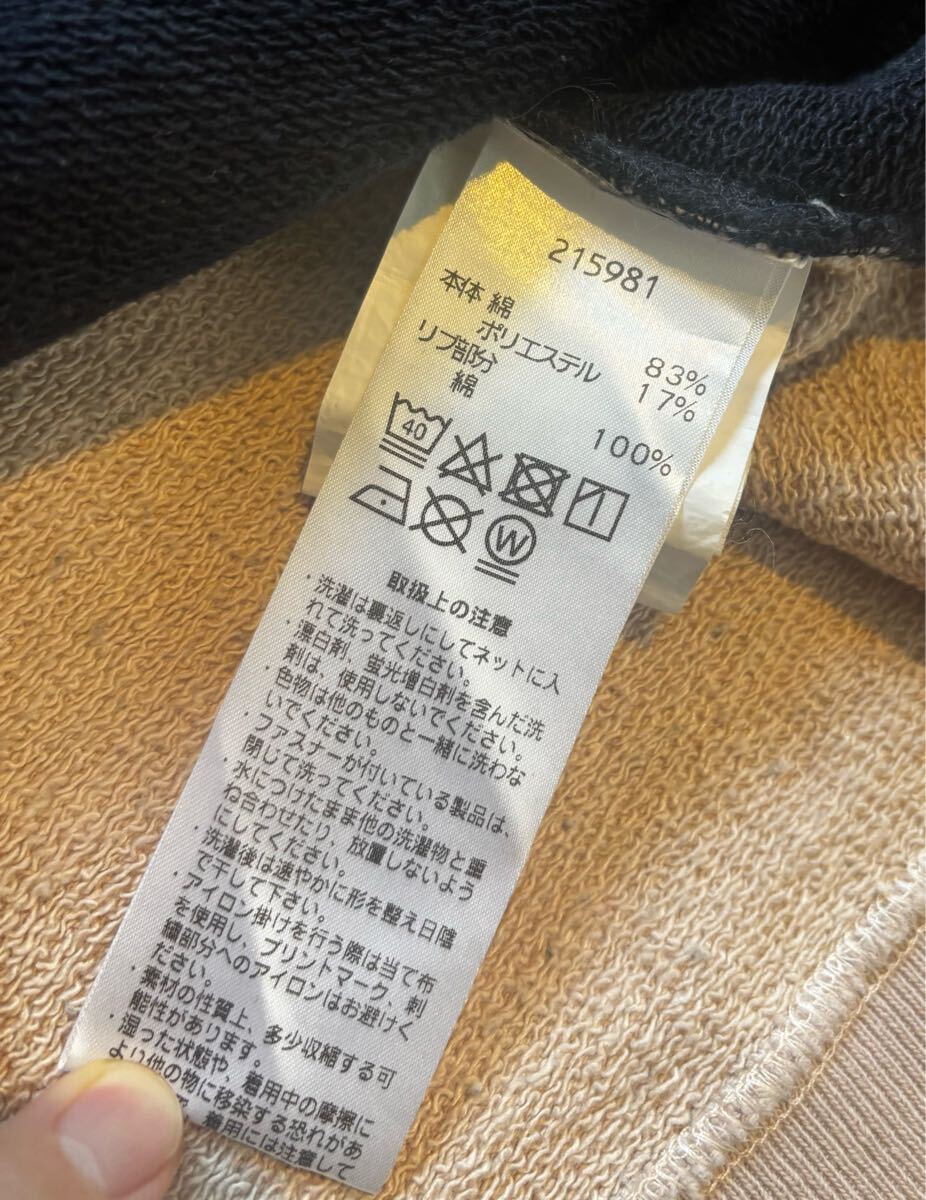 215981
本体 綿 83%
ポリエステル 17%
リブ部分
綿 100%
40
W
取扱上の注意
・洗濯は裏返しにしてネットに入
れて洗ってください。
・漂白剤、蛍光増白剤を含んだ洗
剤は、使用しないでください。
・色物は他のものと一緒に洗わな
いでください。
・ファスナーが付いている製品は、
閉じて洗ってください。
・水につけたまま他の洗濯物と重
ね合わせたり、放置しないよう
にしてください。
・洗濯後は速やかに形を整え日陰
で干して下さい。
・アイロン掛けを行う際は当て布
を使用し、プリントマーク、刺
繍部分へのアイロンはお避けく
ださい。
・素材の性質上、多少収縮する可
能性があります。
・湿った状態や、着用中の摩擦に
より他の物に移染する恐れがあ
着用には注意して